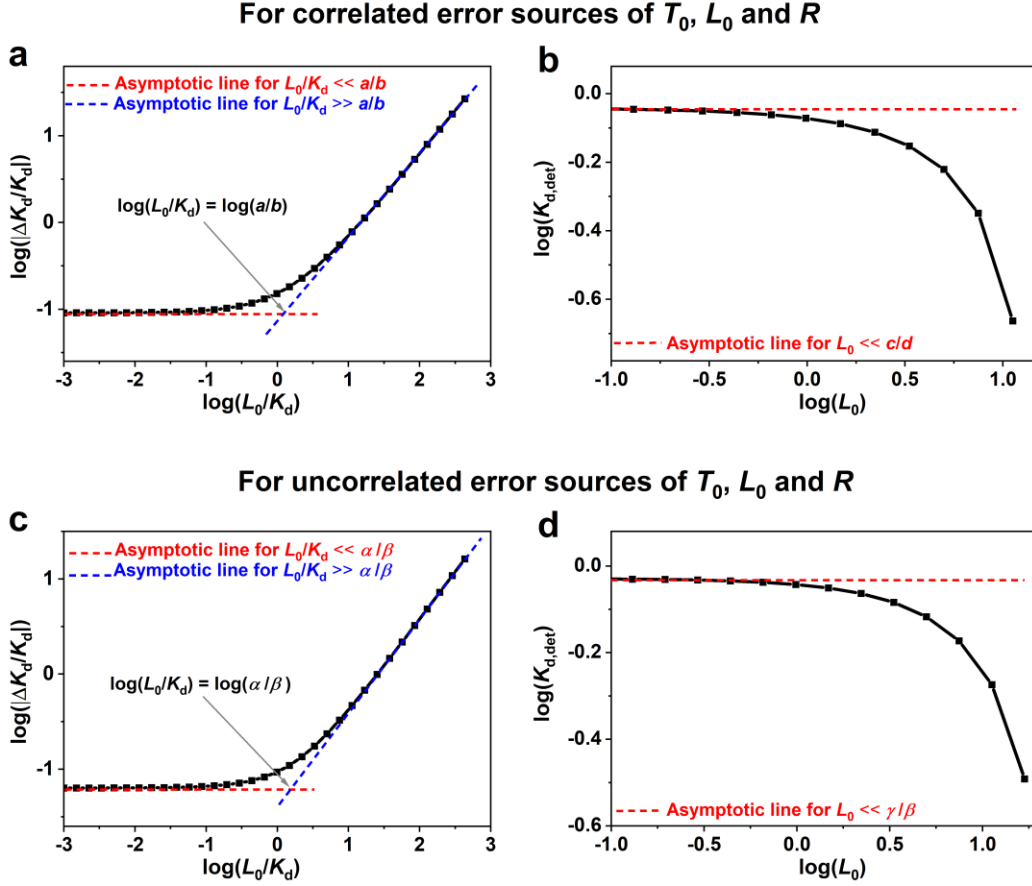 For correlated error sources of T0, L0 and R
a
Asymptotic line for L0/Kd << a/b
Asymptotic line for L0/Kd >> a/b
log(L0/Kd) = log(a/b)
log(|ΔKd/Kd|)
1
0
-1
-3 -2 -1 0 1 2 3
log(L0/Kd)
b
log(Kd,det)
0.0
-0.2
-0.4
-0.6
Asymptotic line for L0 << c/d
-1.0 -0.5 0.0 0.5 1.0
log(L0)
For uncorrelated error sources of T0, L0 and R
c
Asymptotic line for L0/Kd << α/β
Asymptotic line for L0/Kd >> α/β
log(L0/Kd) = log(α/β)
log(|ΔKd/Kd|)
1
0
-1
-3 -2 -1 0 1 2 3
log(L0/Kd)
d
log(Kd,det)
0.0
-0.2
-0.4
-0.6
Asymptotic line for L0 << γ/β
-1.0 -0.5 0.0 0.5 1.0
log(L0)